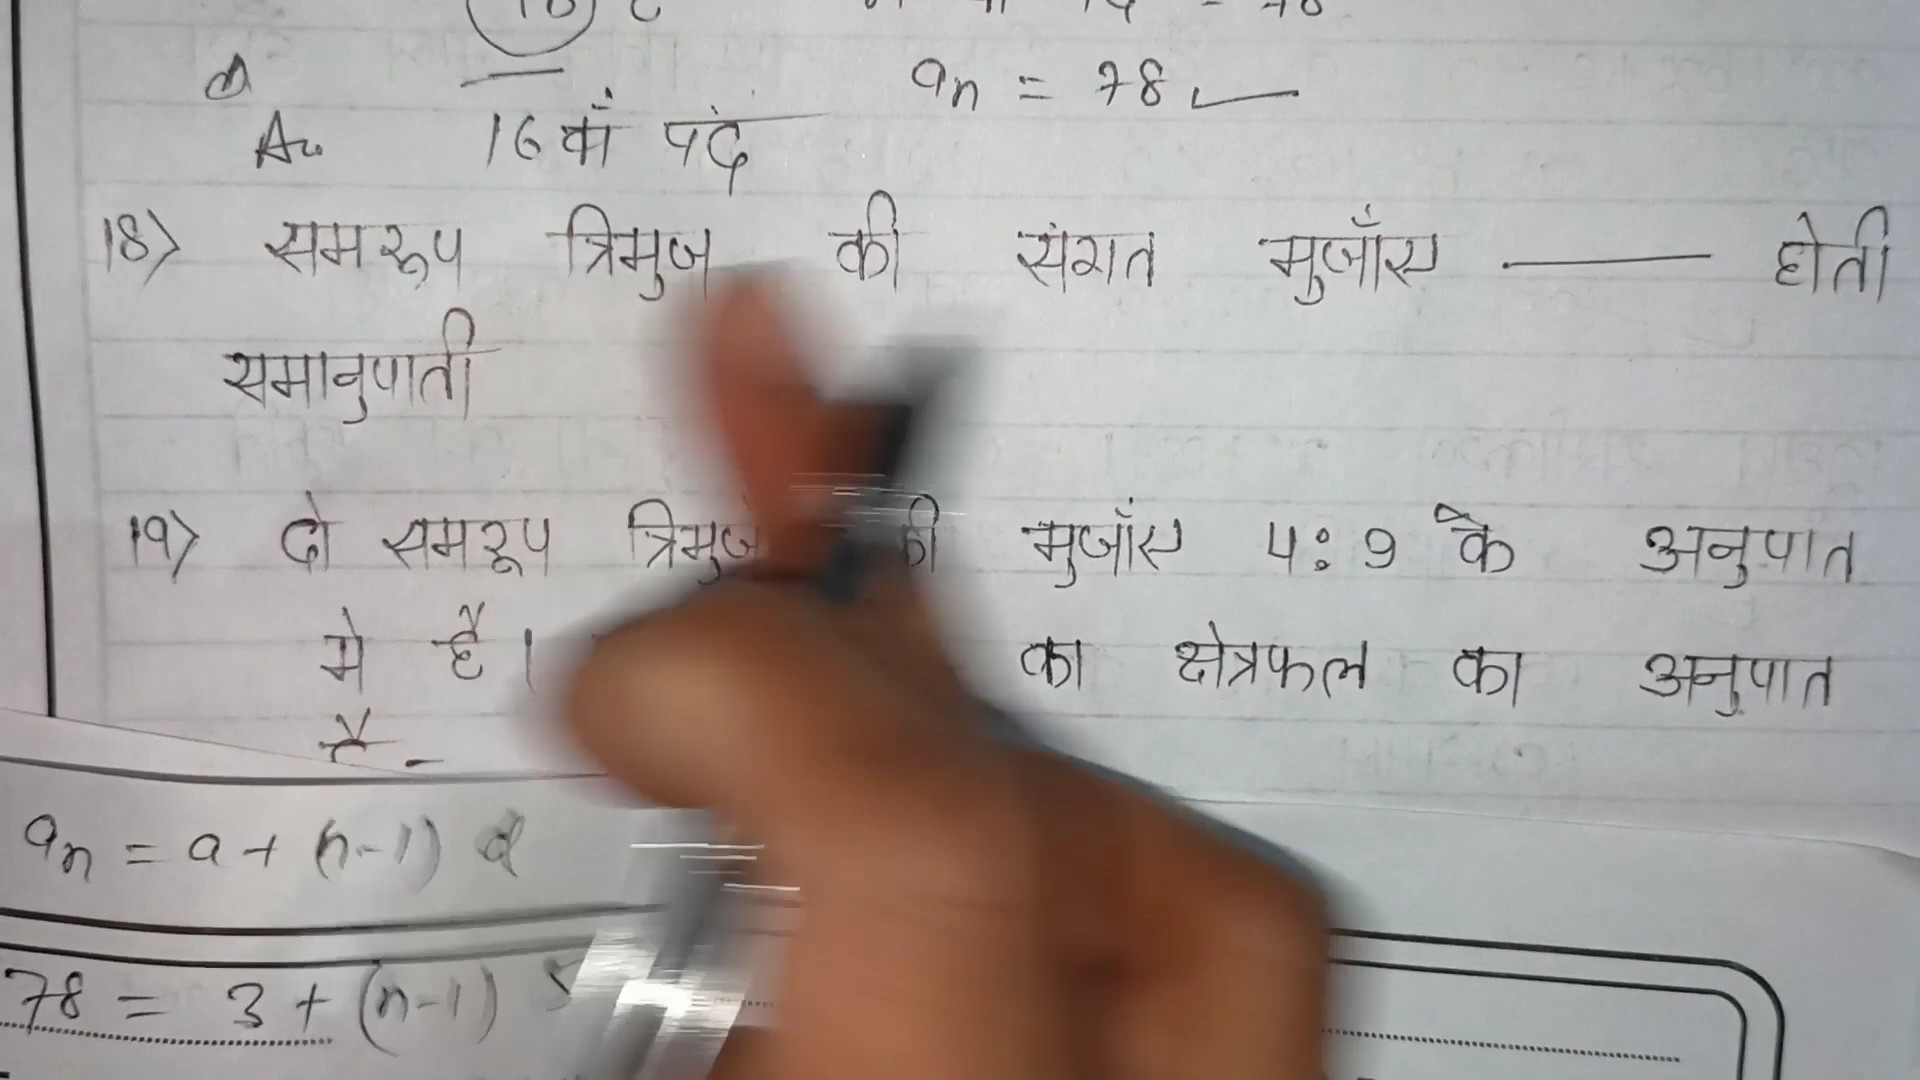 an = 78
16 वाँ पद
18) समरूप त्रिभुज की संगत भुजाँए ——— होती
समानुपाती
19) दो समरूप की भुजाँए 4:9 के अनुपात
मे है। का क्षेत्रफल का अनुपात
है -
an = a + (n-1) d
78 = 3 + (n-1) 5